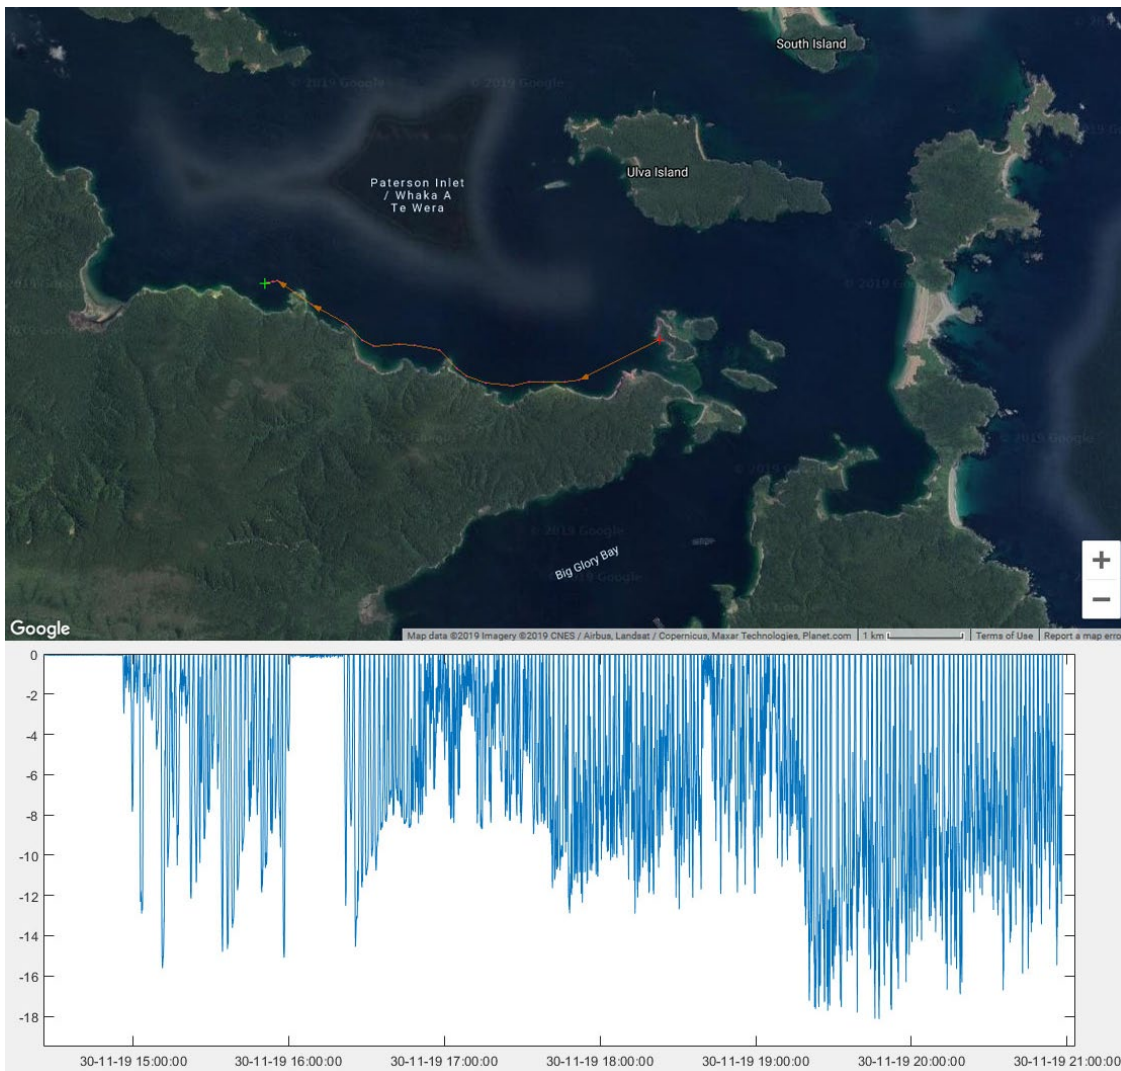 South Island
© 2019 Google
Ulva Island
Paterson Inlet
/ Whaka A
Te Wera
Big Glory Bay
Google
Map data ©2019 Imagery ©2019 CNES / Airbus, Landsat / Copernicus, Maxar Technologies, Planet.com
1 km
Terms of Use
Report a map erro
+
−
0
-2
-4
-6
-8
-10
-12
-14
-16
-18
30-11-19 15:00:00
30-11-19 16:00:00
30-11-19 17:00:00
30-11-19 18:00:00
30-11-19 19:00:00
30-11-19 20:00:00
30-11-19 21:00:00